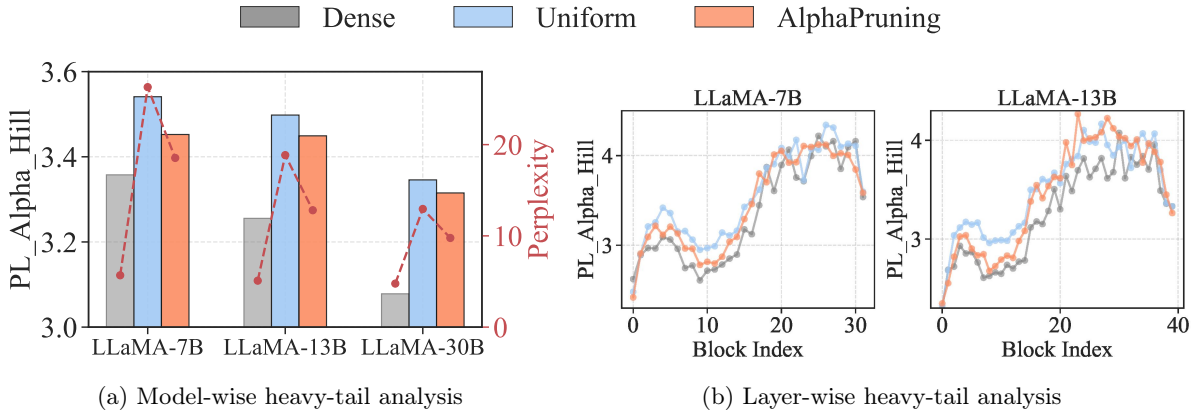 Dense Uniform AlphaPruning
PL_Alpha_Hill
3.6
3.4
3.2
3.0
LLaMA-7B LLaMA-13B LLaMA-30B
20
10
0
Perplexity
(a) Model-wise heavy-tail analysis
LLaMA-7B
PL_Alpha_Hill
4
3
0 10 20 30
Block Index
LLaMA-13B
PL_Alpha_Hill
4
3
0 20 40
Block Index
(b) Layer-wise heavy-tail analysis